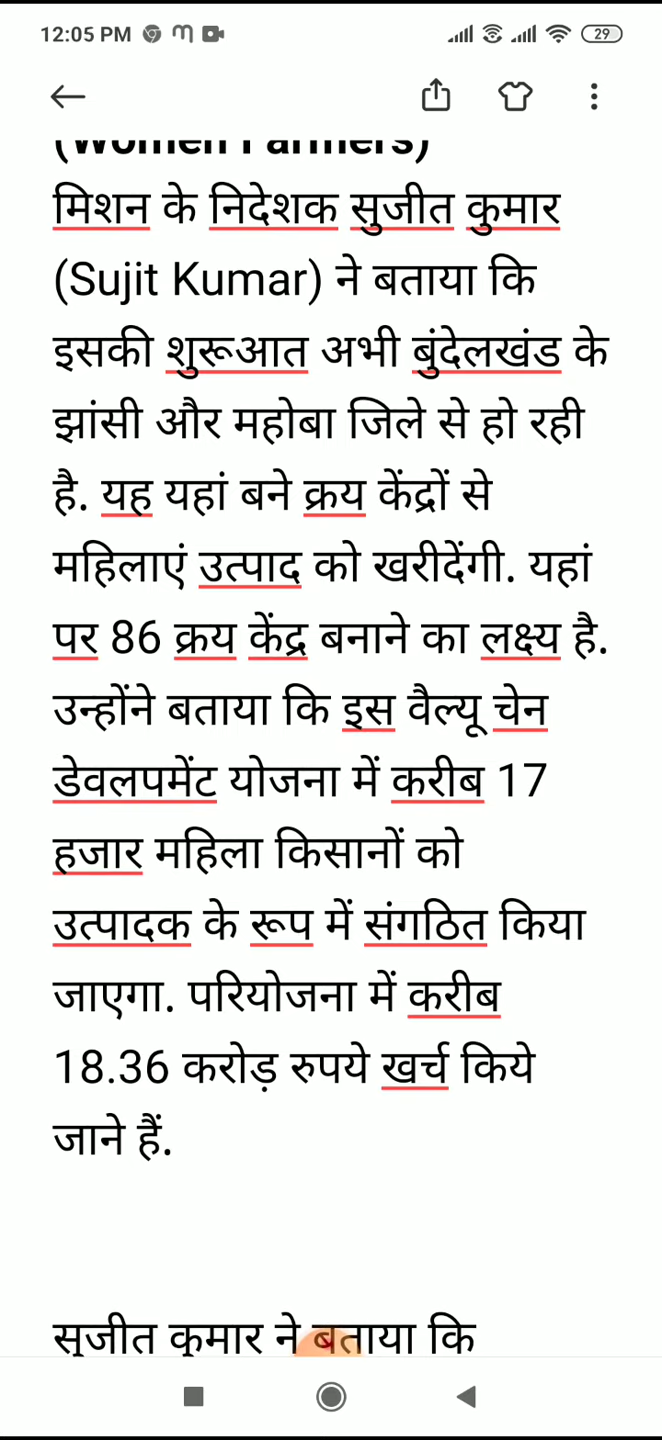 12:05 PM
29
(Women Farmers)
मिशन के निदेशक सुजीत कुमार
(Sujit Kumar) ने बताया कि
इसकी शुरूआत अभी बुंदेलखंड के
झांसी और महोबा जिले से हो रही
है. यह यहां बने क्रय केंद्रों से
महिलाएं उत्पाद को खरीदेंगी. यहां
पर 86 क्रय केंद्र बनाने का लक्ष्य है.
उन्होंने बताया कि इस वैल्यू चेन
डेवलपमेंट योजना में करीब 17
हजार महिला किसानों को
उत्पादक के रूप में संगठित किया
जाएगा. परियोजना में करीब
18.36 करोड़ रुपये खर्च किये
जाने हैं.
सुजीत कुमार ने बताया कि